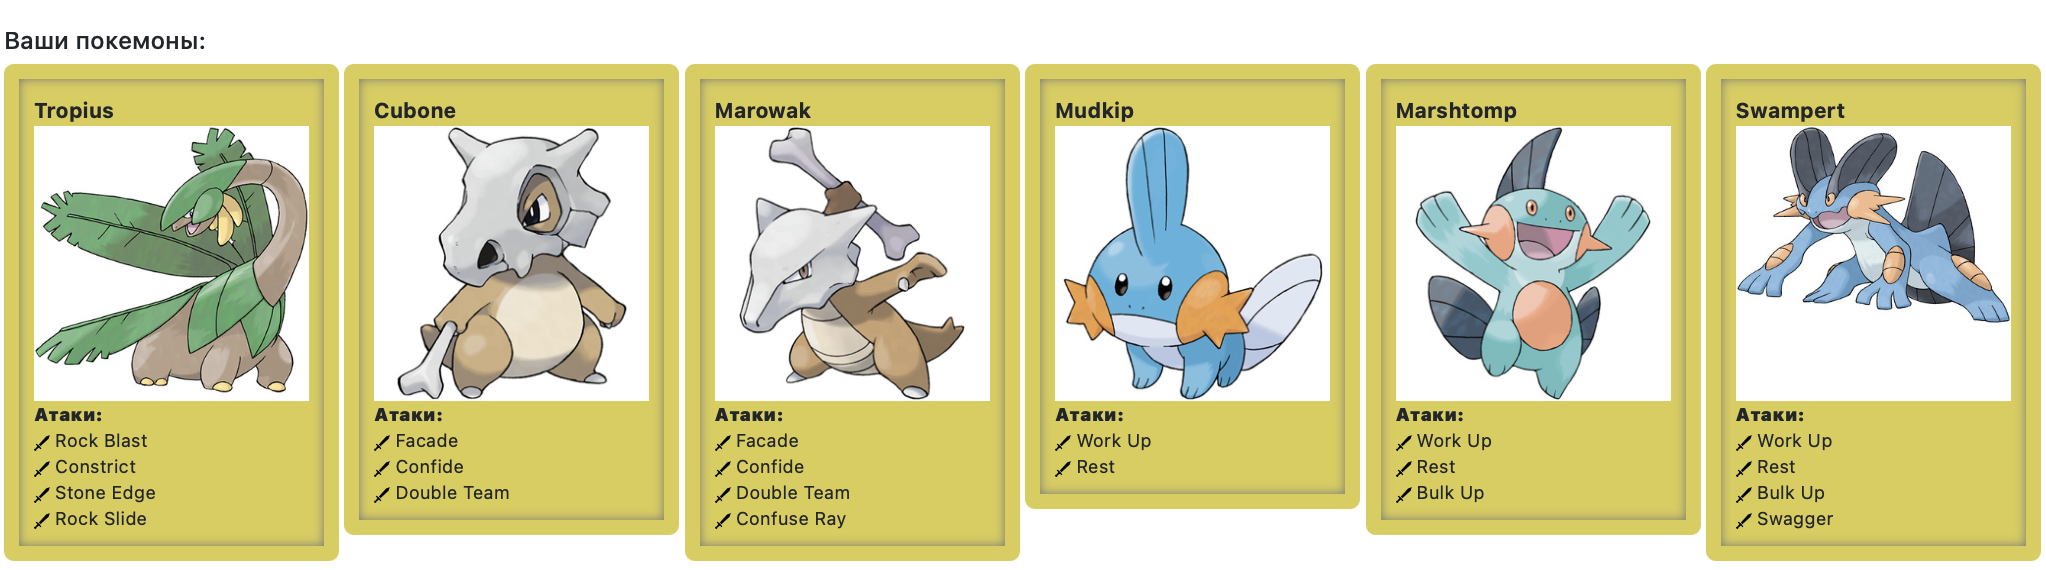 Ваши покемоны:
Tropius
Атаки:
Rock Blast
Constrict
Stone Edge
Rock Slide
Cubone
Атаки:
Facade
Confide
Double Team
Marowak
Атаки:
Facade
Confide
Double Team
Confuse Ray
Mudkip
Атаки:
Work Up
Rest
Marshtomp
Атаки:
Work Up
Rest
Bulk Up
Swampert
Атаки:
Work Up
Rest
Bulk Up
Swagger